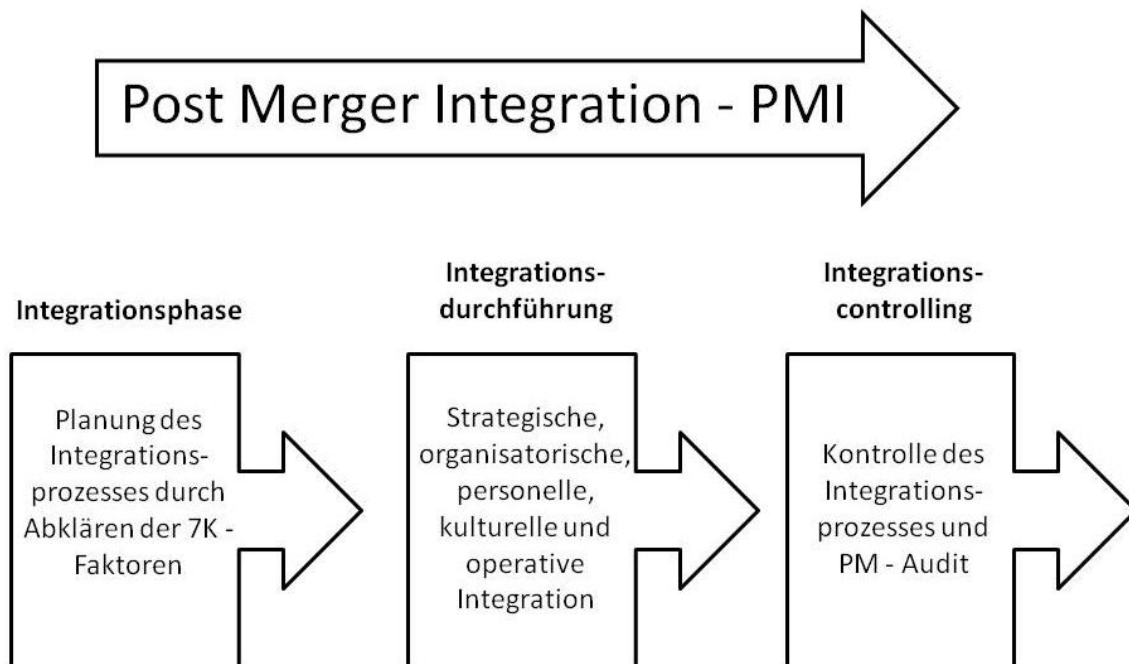 Post Merger Integration - PMI
Integrationsphase
Planung des
Integrations-
prozesses durch
Abklären der 7K -
Faktoren
Integrations-
durchführung
Strategische,
organisatorische,
personelle,
kulturelle und
operative
Integration
Integrations-
controlling
Kontrolle des
Integrations-
prozesses und
PM - Audit